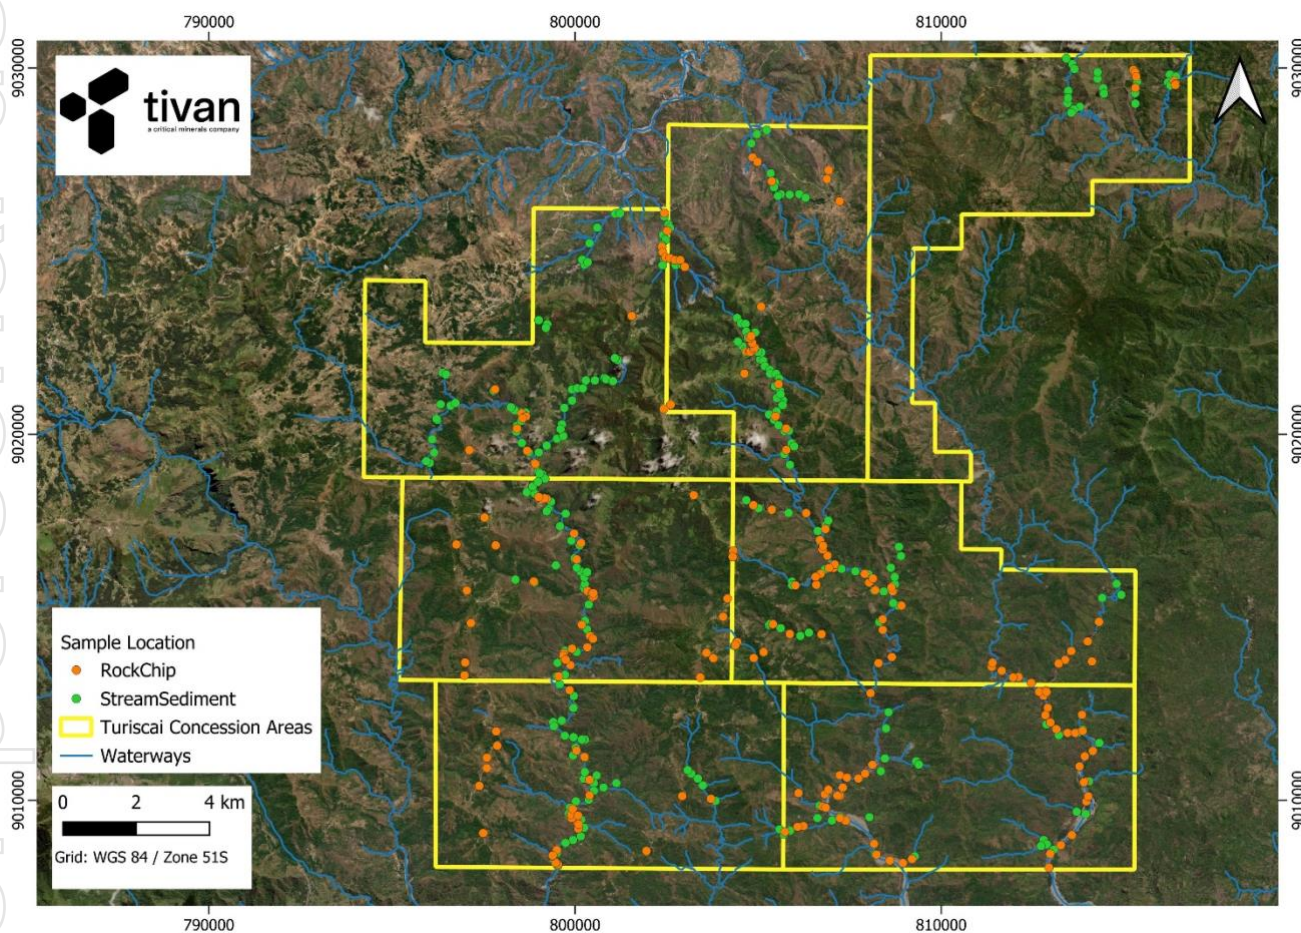 790000
800000
810000
9030000
9030000
tivan
a critical minerals company
9020000
9020000
Sample Location
RockChip
StreamSediment
Turiscai Concession Areas
Waterways
0 2 4 km
Grid: WGS 84 / Zone 51S
9010000
9010000
790000
800000
810000